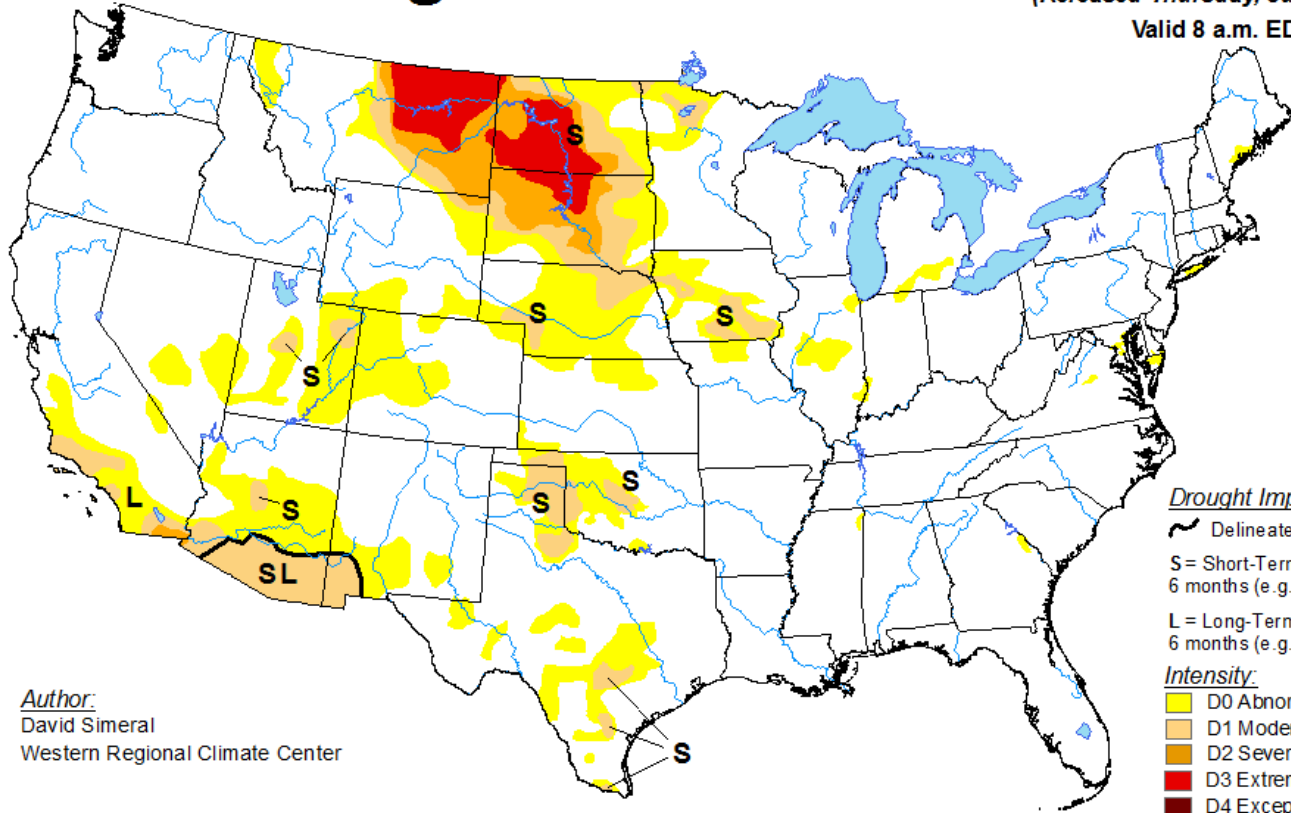 Valid 8 a.m. ED
S
S
S
S
L
S
S
S
S L
S
Drought Imp
Delineate
S = Short-Term
6 months (e.g.
L = Long-Term
6 months (e.g.
Intensity:
D0 Abnor
D1 Moder
D2 Sever
D3 Extrem
D4 Excep
Author:
David Simeral
Western Regional Climate Center